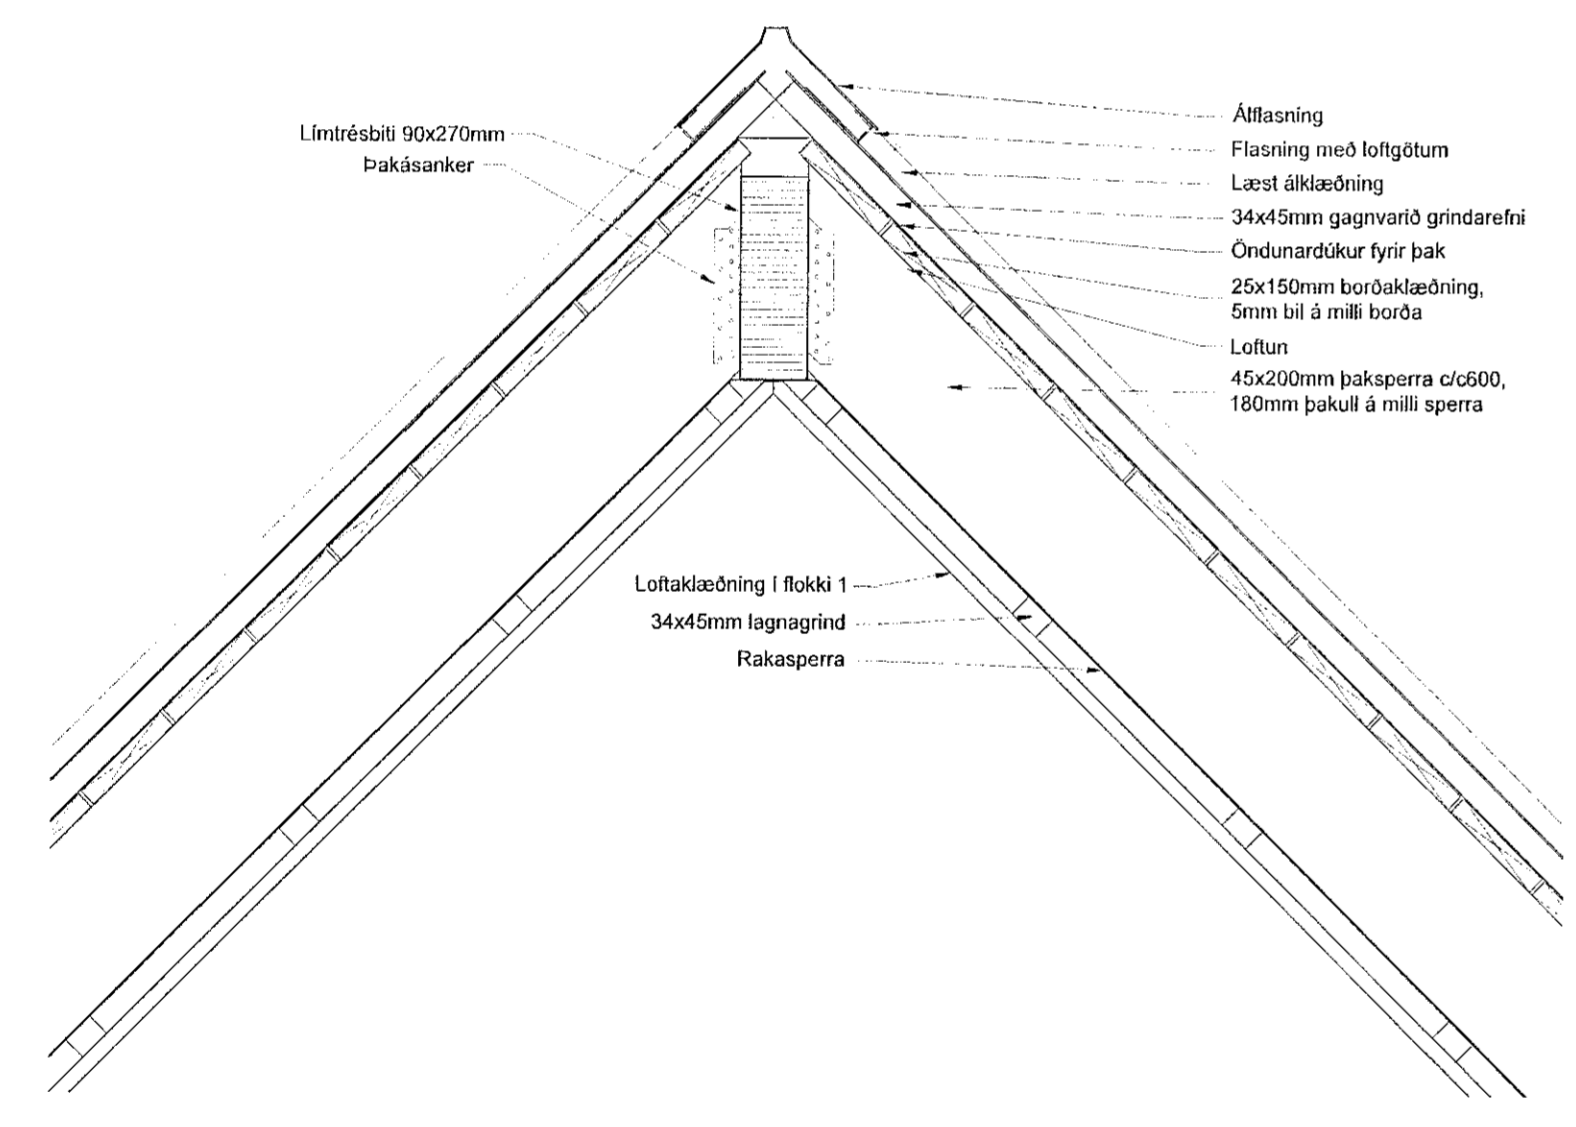 Límtrésbiti 90x270mm
Þakásanker
Álflasning
Flasning með loftgötum
Læst álklæðning
34x45mm gagnvarið grindarefni
Öndunardúkur fyrir þak
25x150mm borðaklæðning,
5mm bil á milli borða
Loftun
45x200mm þaksperra c/c600,
180mm þakull á milli sperra
Loftaklæðning í flokki 1
34x45mm lagnagrind
Rakasperra